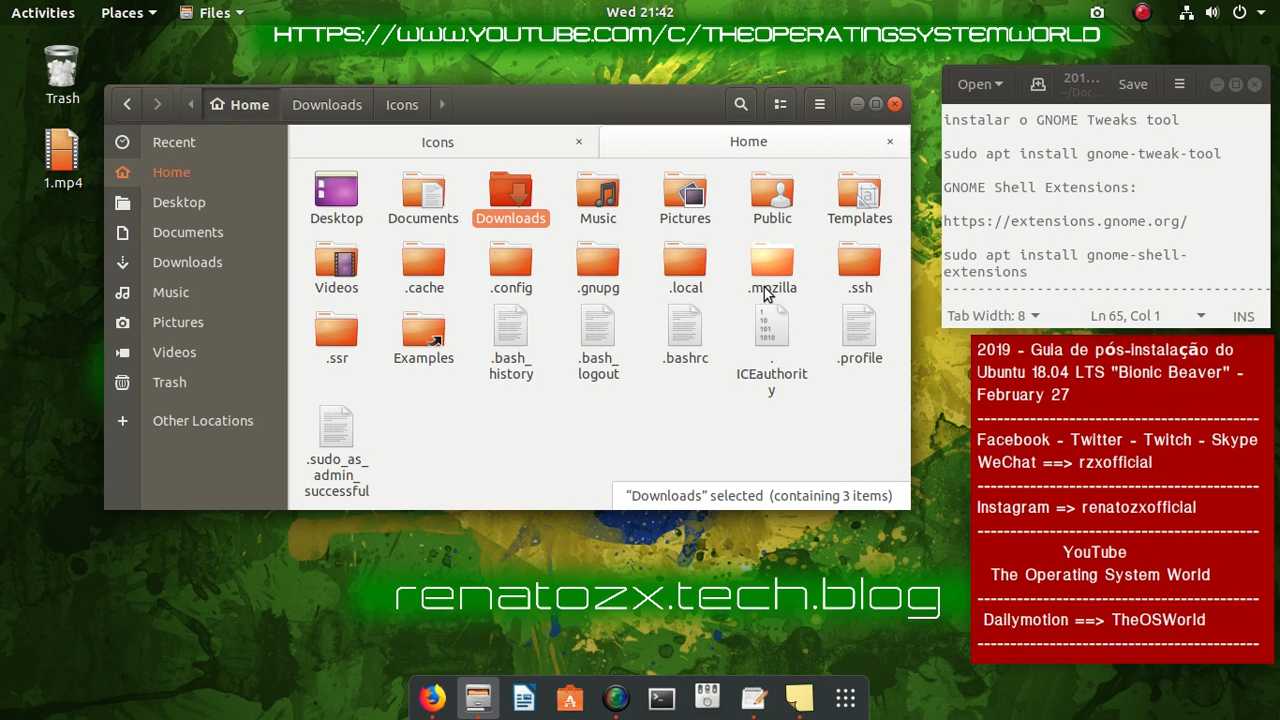 Activities Places Files Wed 21:42
HTTPS://WWW.YOUTUBE.COM/C/THEOPERATINGSYSTEMWORLD
Trash
1.mp4
Home Downloads Icons
Recent
Home
Desktop
Documents
Downloads
Music
Pictures
Videos
Trash
Other Locations
Icons Home
Desktop Documents Downloads Music Pictures Public Templates
Videos .cache .config .gnupg .local .mozilla .ssh
.ssr Examples .bash_ .bash_ .bashrc . .profile
history logout ICEauthorit
y
.sudo_as_
admin_
successful
“Downloads” selected (containing 3 items)
Open 201... Save
~/Doc...
instalar o GNOME Tweaks tool
sudo apt install gnome-tweak-tool
GNOME Shell Extensions:
https://extensions.gnome.org/
sudo apt install gnome-shell-
extensions
---------------------------------------
Tab Width: 8 Ln 65, Col 1 INS
2019 - Guia de pós-Instalação do
Ubuntu 18.04 LTS "Bionic Beaver" -
February 27
-------------------------------------------
Facebook - Twitter - Twitch - Skype
WeChat ==> rzxofficial
-------------------------------------------
Instagram => renatozxofficial
-------------------------------------------
YouTube
The Operating System World
-------------------------------------------
Dailymotion ==> TheOSWorld
-------------------------------------------
renatozx.tech.blog